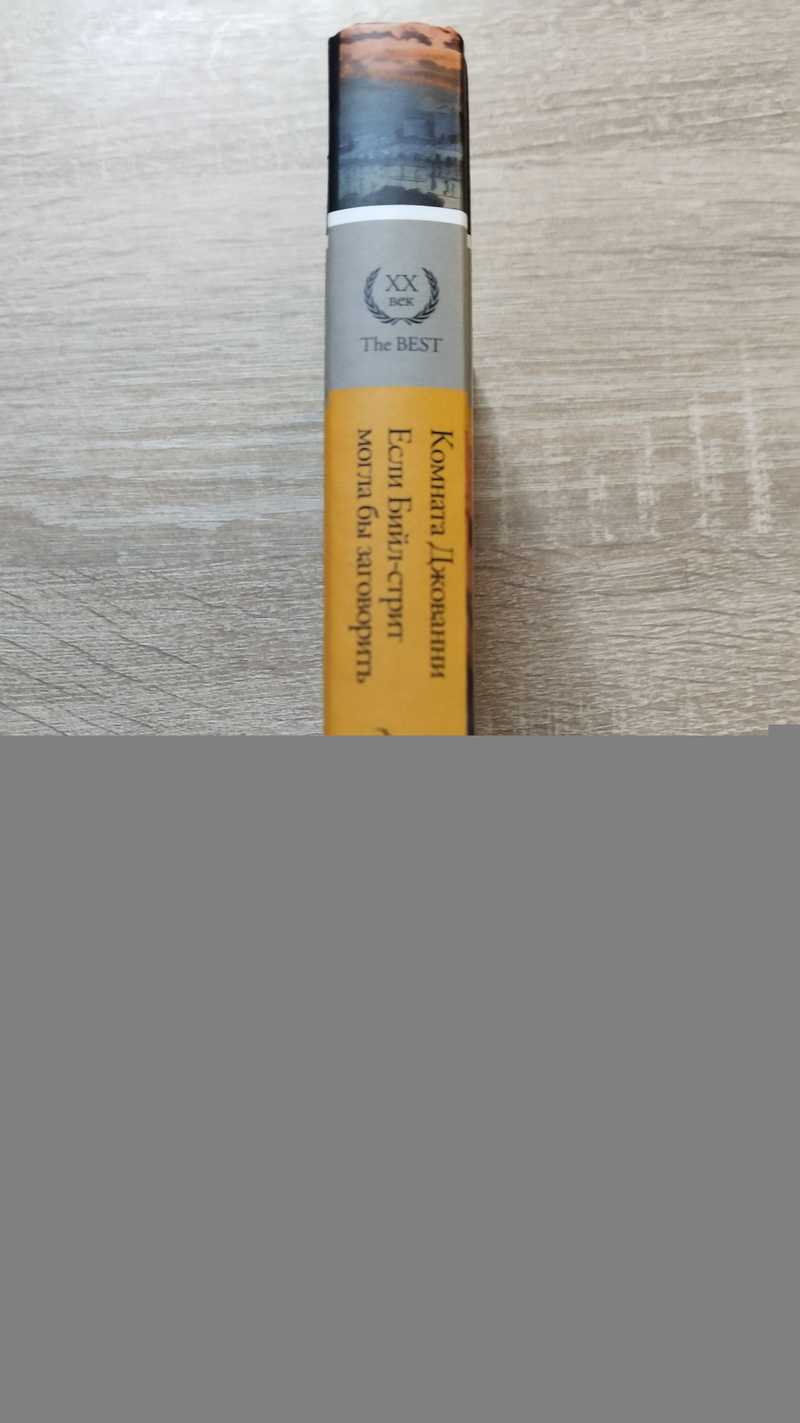 XX
век
The BEST
Комната Джованни
Если Бийл-стрит
могла бы заговорить